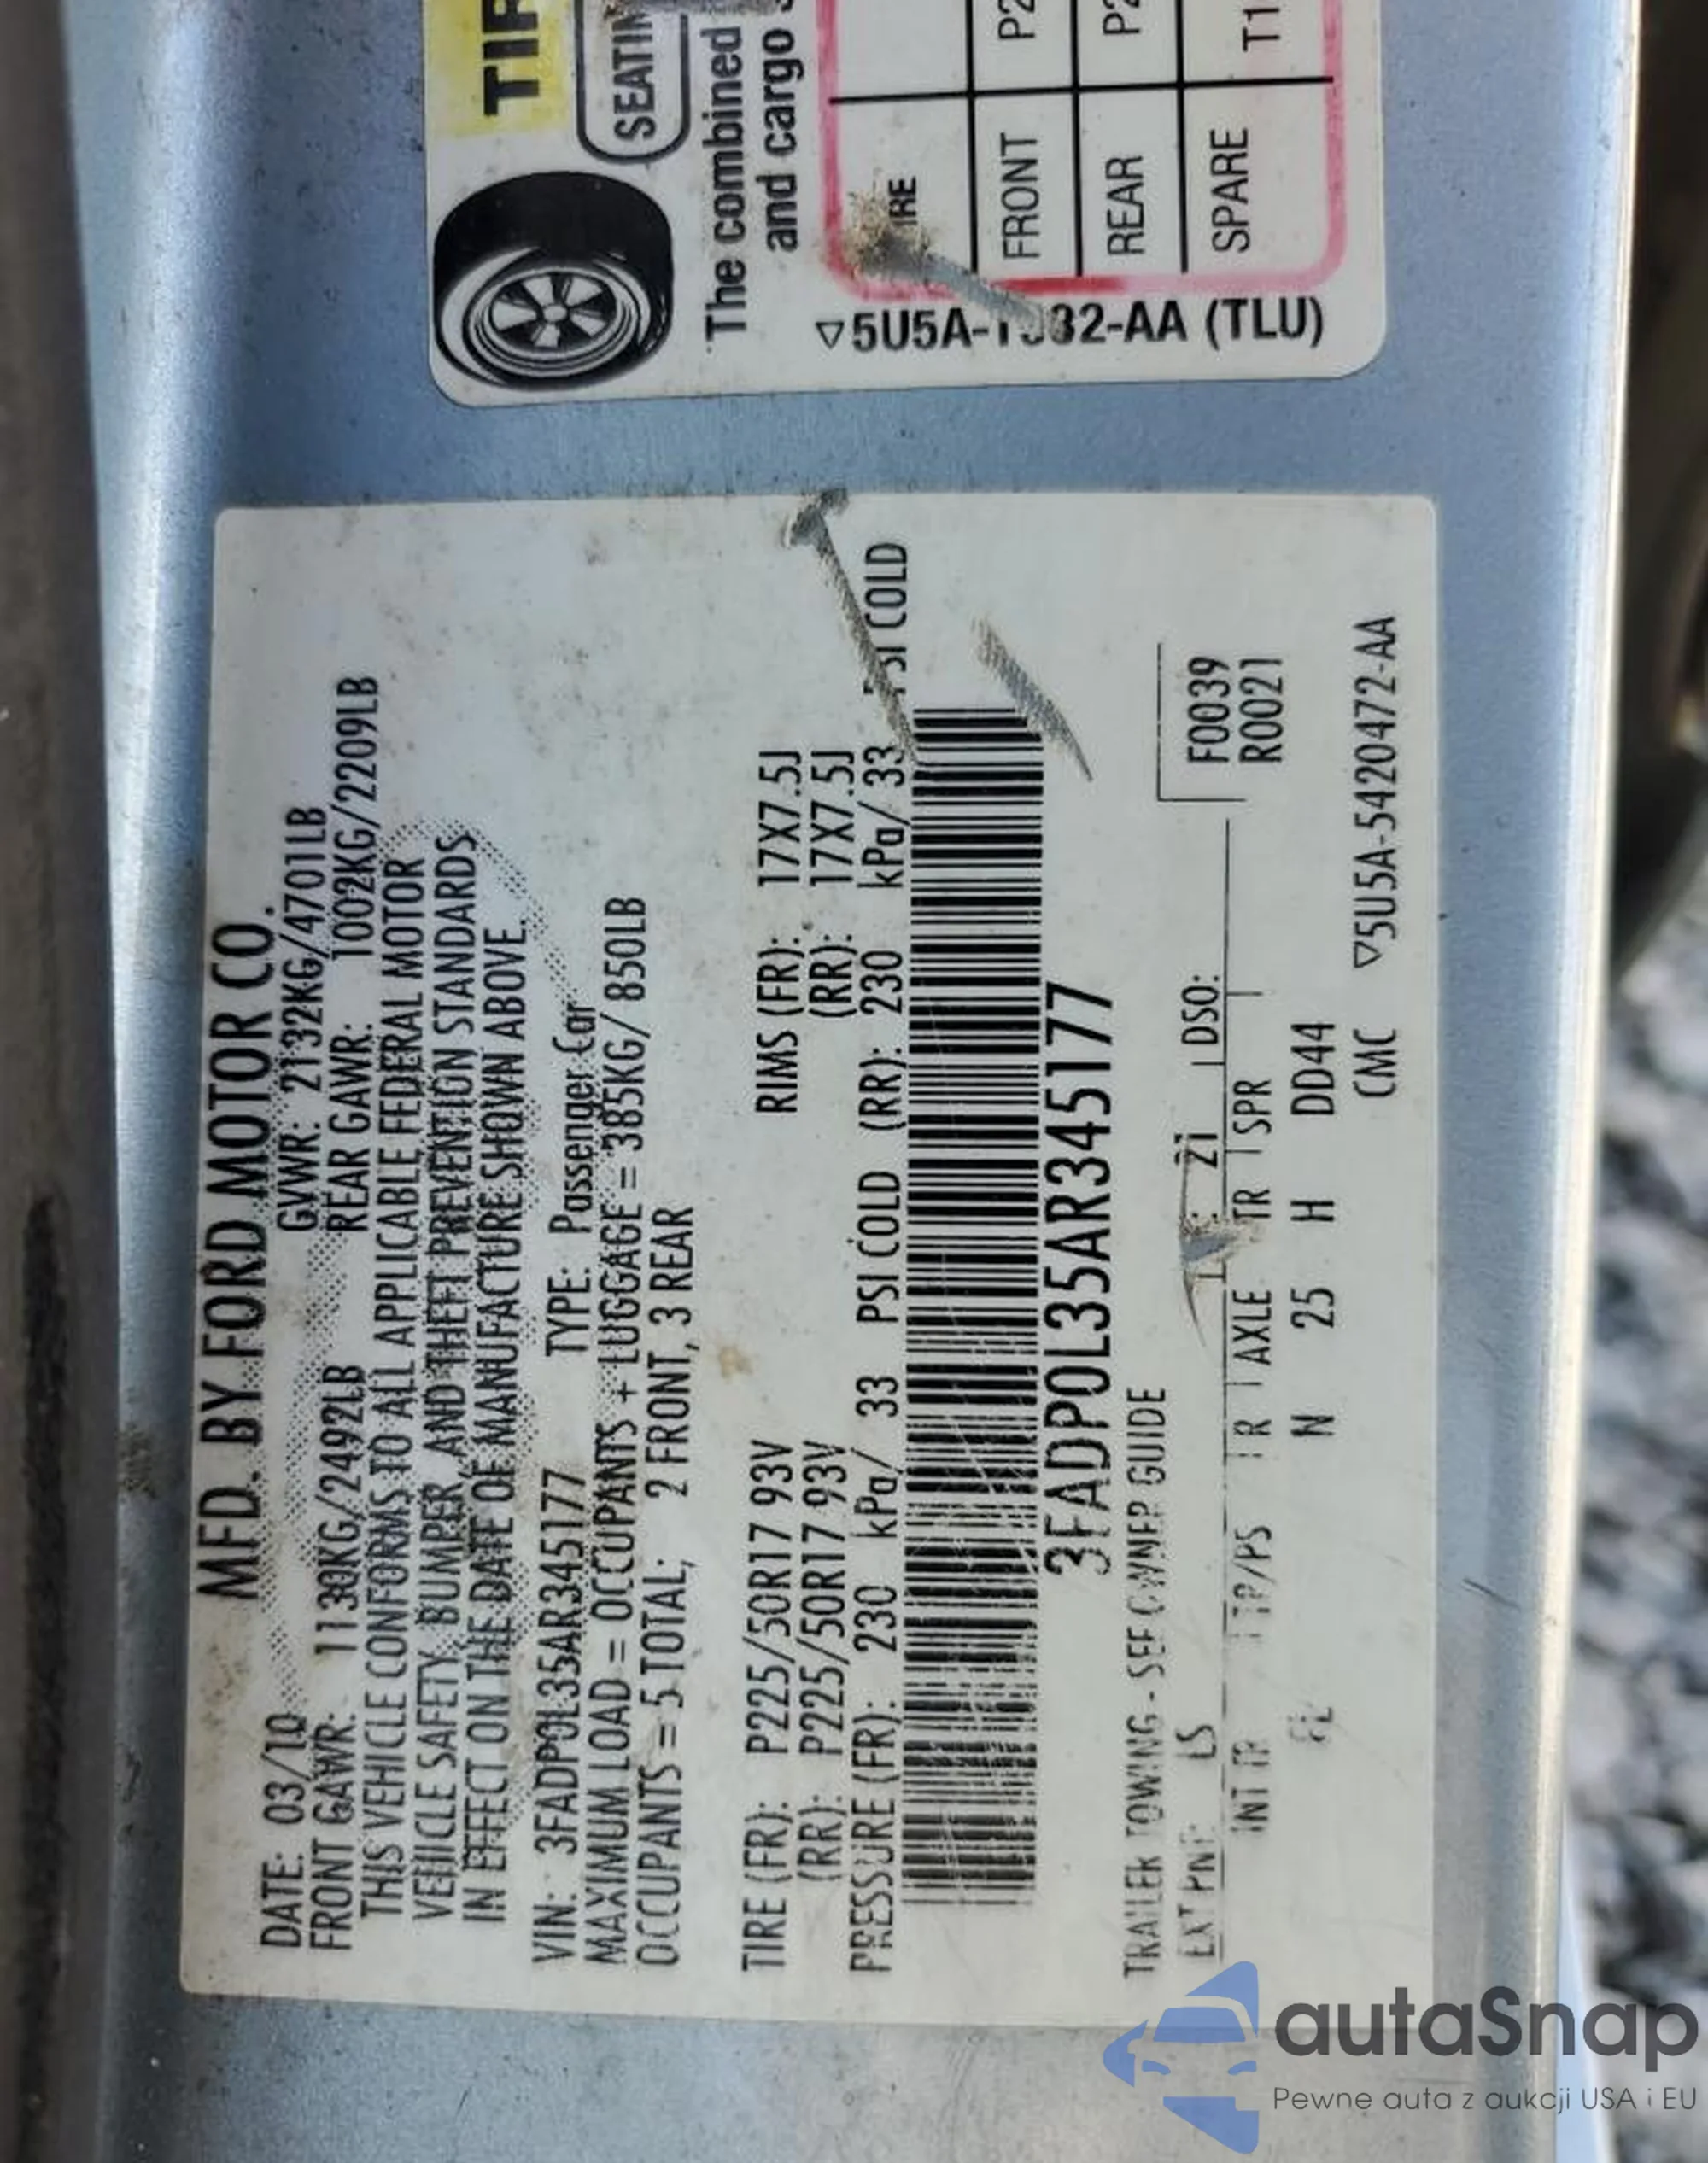 MFD. BY FORD MOTOR CO.
DATE: 03/10 GVWR: 2132KG/4701LB
FRONT GAWR: 1130KG/2492LB REAR GAWR: 1002KG/2209LB
THIS VEHICLE CONFORMS TO ALL APPLICABLE FEDERAL MOTOR
VEHICLE SAFETY, BUMPER, AND THEFT PREVENTION STANDARDS
IN EFFECT ON THE DATE OF MANUFACTURE SHOWN ABOVE.
VIN: 3FADP0L35AR345177 TYPE: Passenger Car
MAXIMUM LOAD = OCCUPANTS + LUGGAGE = 385KG/ 850LB
OCCUPANTS = 5 TOTAL; 2 FRONT, 3 REAR
TIRE (FR): P225/50R17 93V RIMS (FR): 17X7.5J
(RR): P225/50R17 93V (RR): 17X7.5J
PRESSURE (FR): 230 kPa/ 33 PSI COLD (RR): 230 kPa/ 33 PSI COLD
3FADP0L35AR345177
TRAILER TOWING - SEE OWNER GUIDE
EXT PNT: LS : 21 DSO: F0039
R0021
INT TR TP/PS R AXLE TR SPR
N 25 H DD44
CMC ▽5U5A-5420472-AA
TIR
SEATIN
The combined
and cargo
TIRE
FRONT P2
REAR P2
SPARE T1
32-AA (TLU)
autaSnap
Pewne auta z aukcji USA i EU